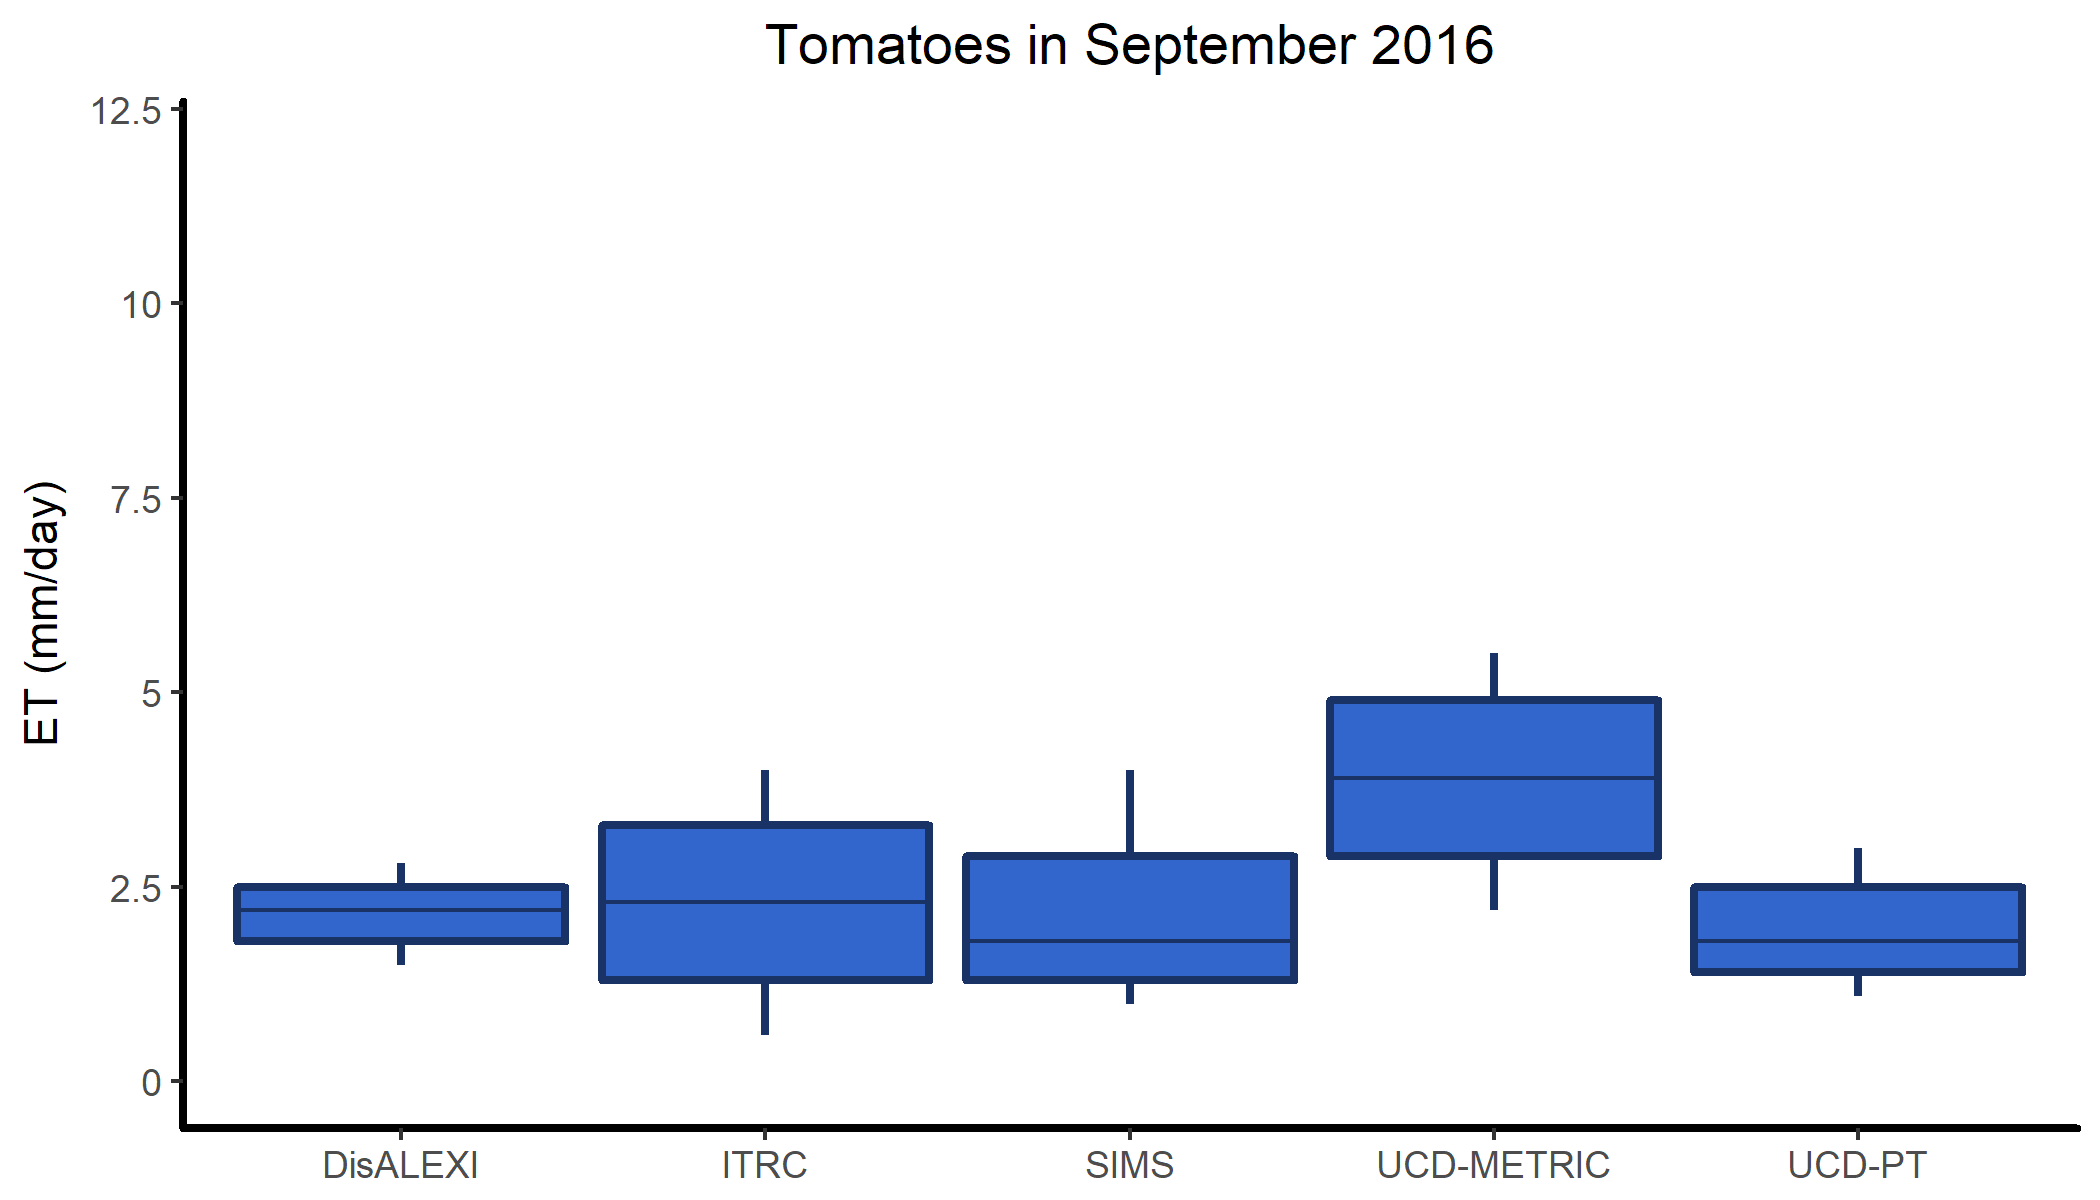 Tomatoes in September 2016
ET (mm/day)
12.5
10
7.5
5
2.5
0
DisALEXI ITRC SIMS UCD-METRIC UCD-PT